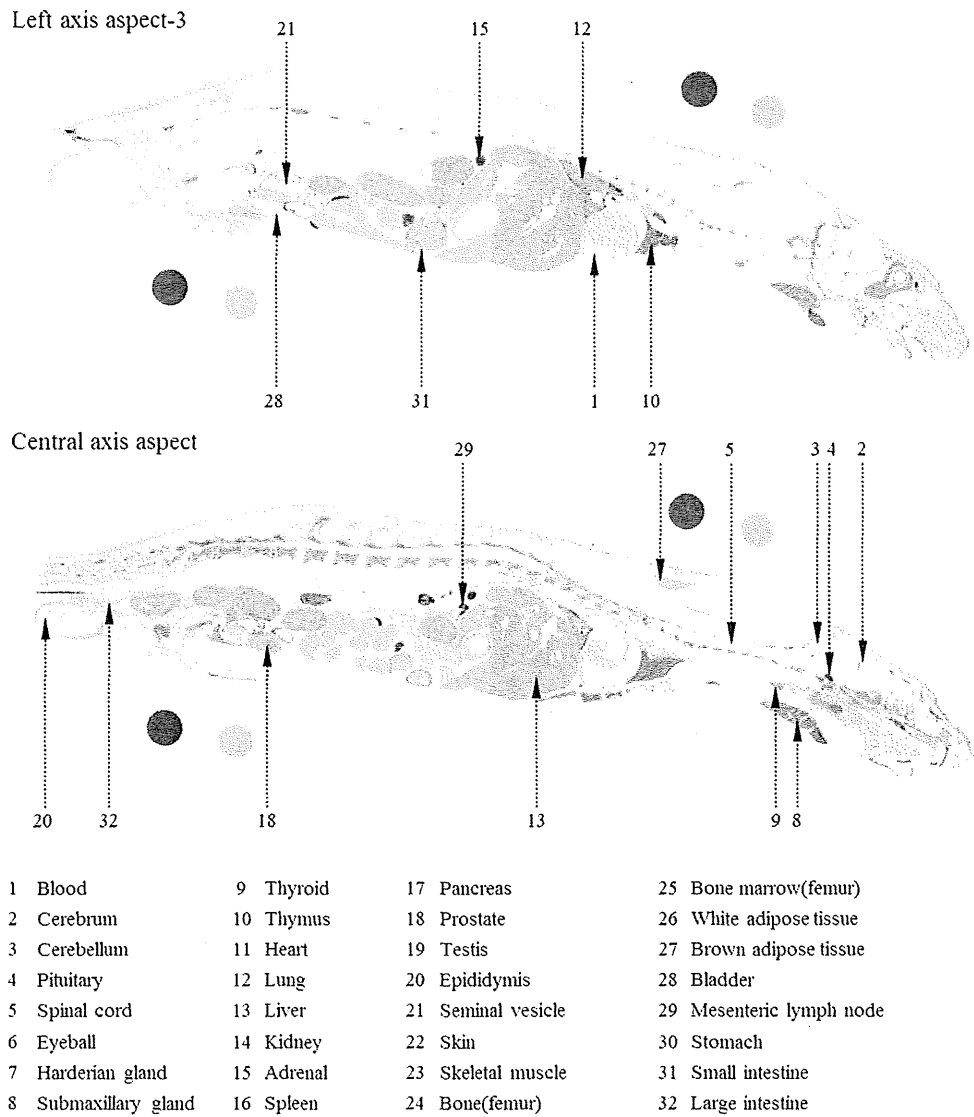 Left axis aspect-3
21 15 12
28 31 1 10
Central axis aspect
29 27 5 3 4 2
20 32 18 13 9 8
1 Blood 9 Thyroid 17 Pancreas 25 Bone marrow(femur)
2 Cerebrum 10 Thymus 18 Prostate 26 White adipose tissue
3 Cerebellum 11 Heart 19 Testis 27 Brown adipose tissue
4 Pituitary 12 Lung 20 Epididymis 28 Bladder
5 Spinal cord 13 Liver 21 Seminal vesicle 29 Mesenteric lymph node
6 Eyeball 14 Kidney 22 Skin 30 Stomach
7 Harderian gland 15 Adrenal 23 Skeletal muscle 31 Small intestine
8 Submaxillary gland 16 Spleen 24 Bone(femur) 32 Large intestine